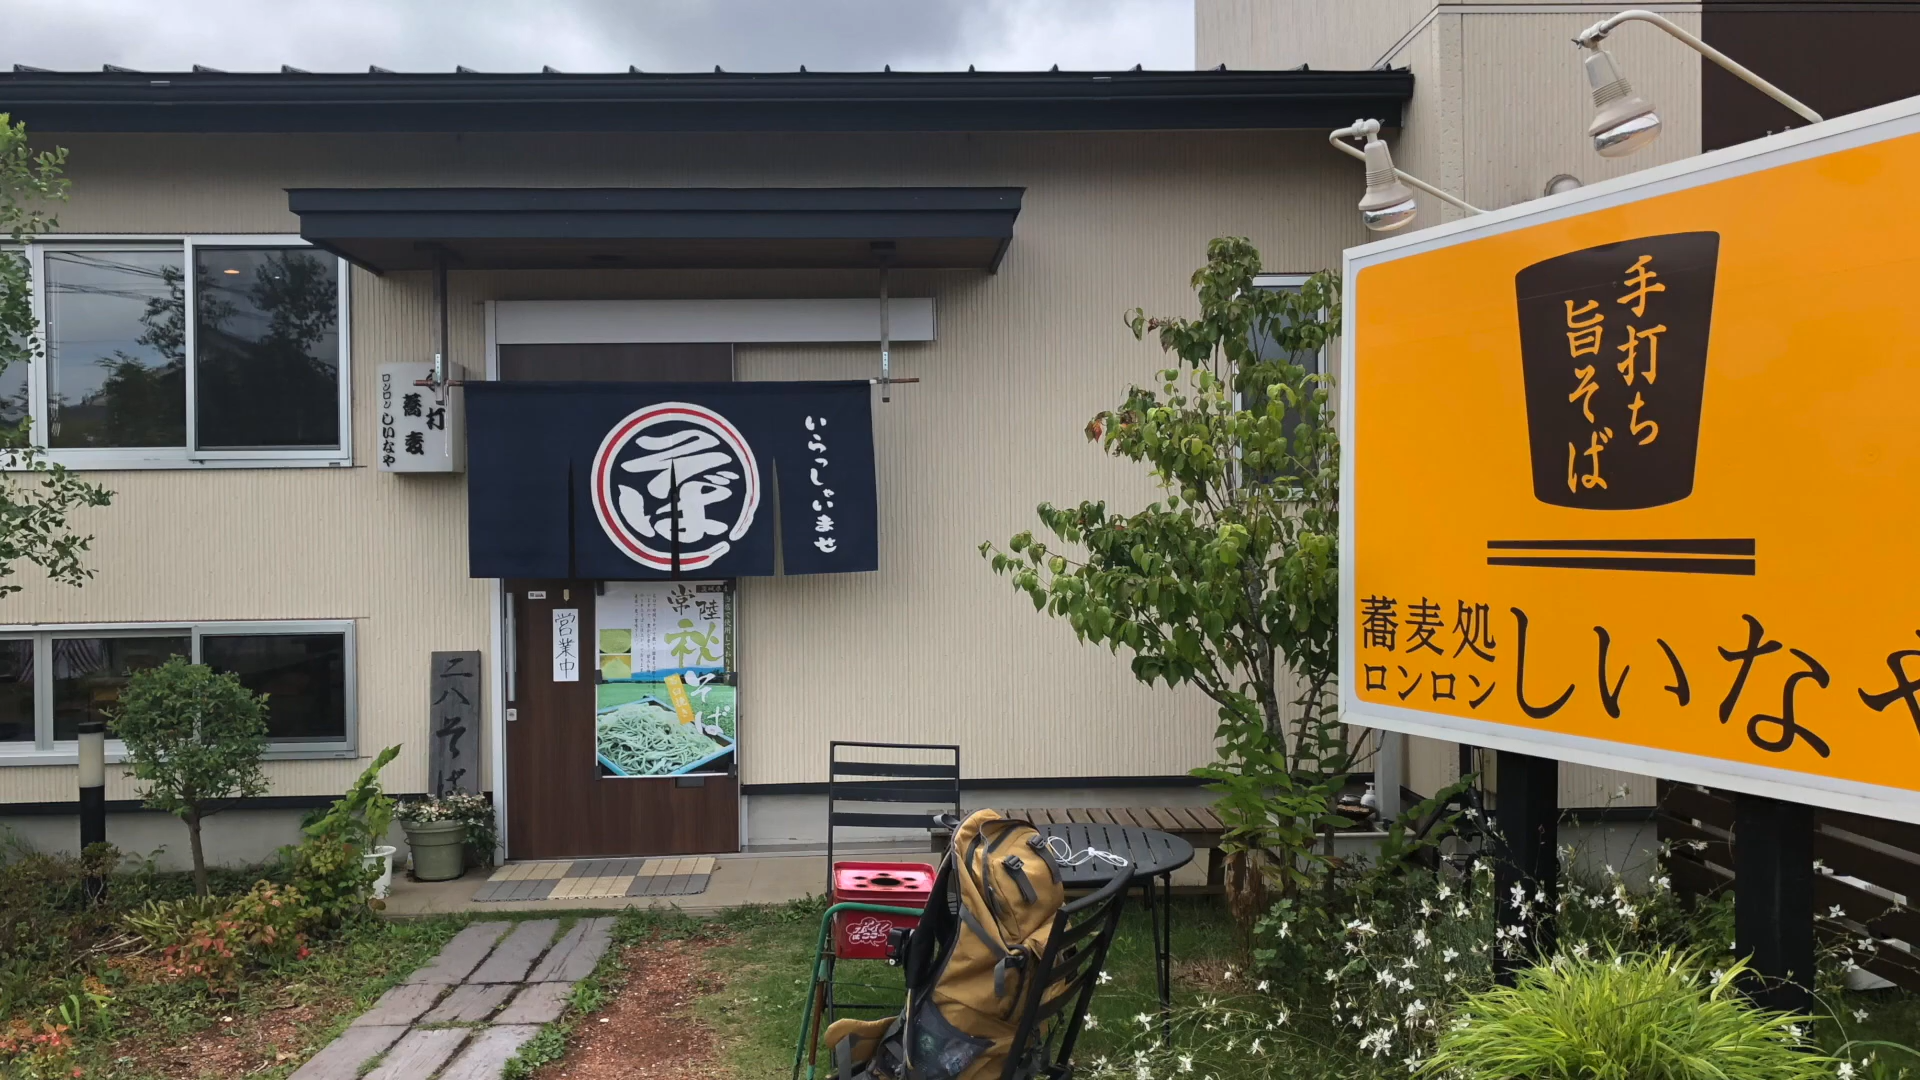 手打ち
旨そば
蕎麦処
ロンロン
しいなや
そば
いらっしゃいませ
手打
蕎麦
ロンロン しいなや
営業中
二八そば
常陸
秋そば